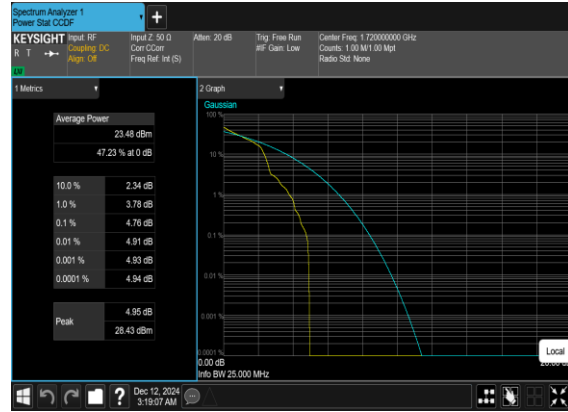 Spectrum Analyzer 1
Power Stat CCDF
KEYSIGHT
R T
Input: RF
Coupling: DC
Align: Off
Input Z: 50 Ω
Corr CCorr
Freq Ref: Int (S)
Atten: 20 dB
Trig: Free Run
#IF Gain: Low
Center Freq: 1.720000000 GHz
Counts: 1.00 M/1.00 Mpt
Radio Std: None
1 Metrics
Average Power
23.48 dBm
47.23 % at 0 dB
10.0 % 2.34 dB
1.0 % 3.78 dB
0.1 % 4.76 dB
0.01 % 4.91 dB
0.001 % 4.93 dB
0.0001 % 4.94 dB
Peak
4.95 dB
28.43 dBm
2 Graph
Gaussian
100 %
10 %
1 %
0.1 %
0.01 %
0.001 %
0.0001 %
0.00 dB
Info BW 25.000 MHz
Local
Dec 12, 2024
3:19:07 AM